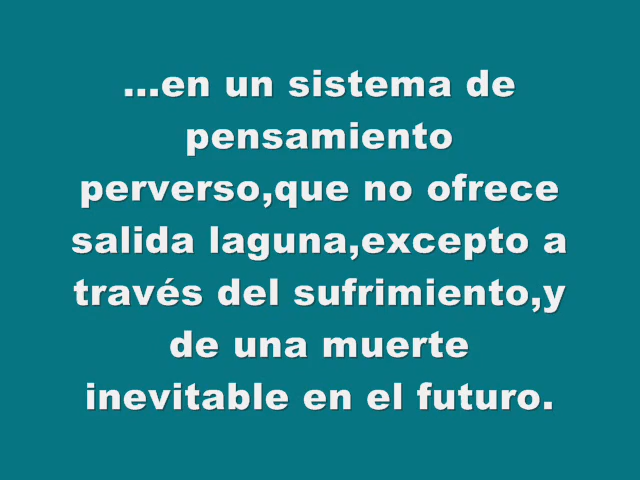 ...en un sistema de
pensamiento
perverso,que no ofrece
salida laguna,excepto a
través del sufrimiento,y
de una muerte
inevitable en el futuro.